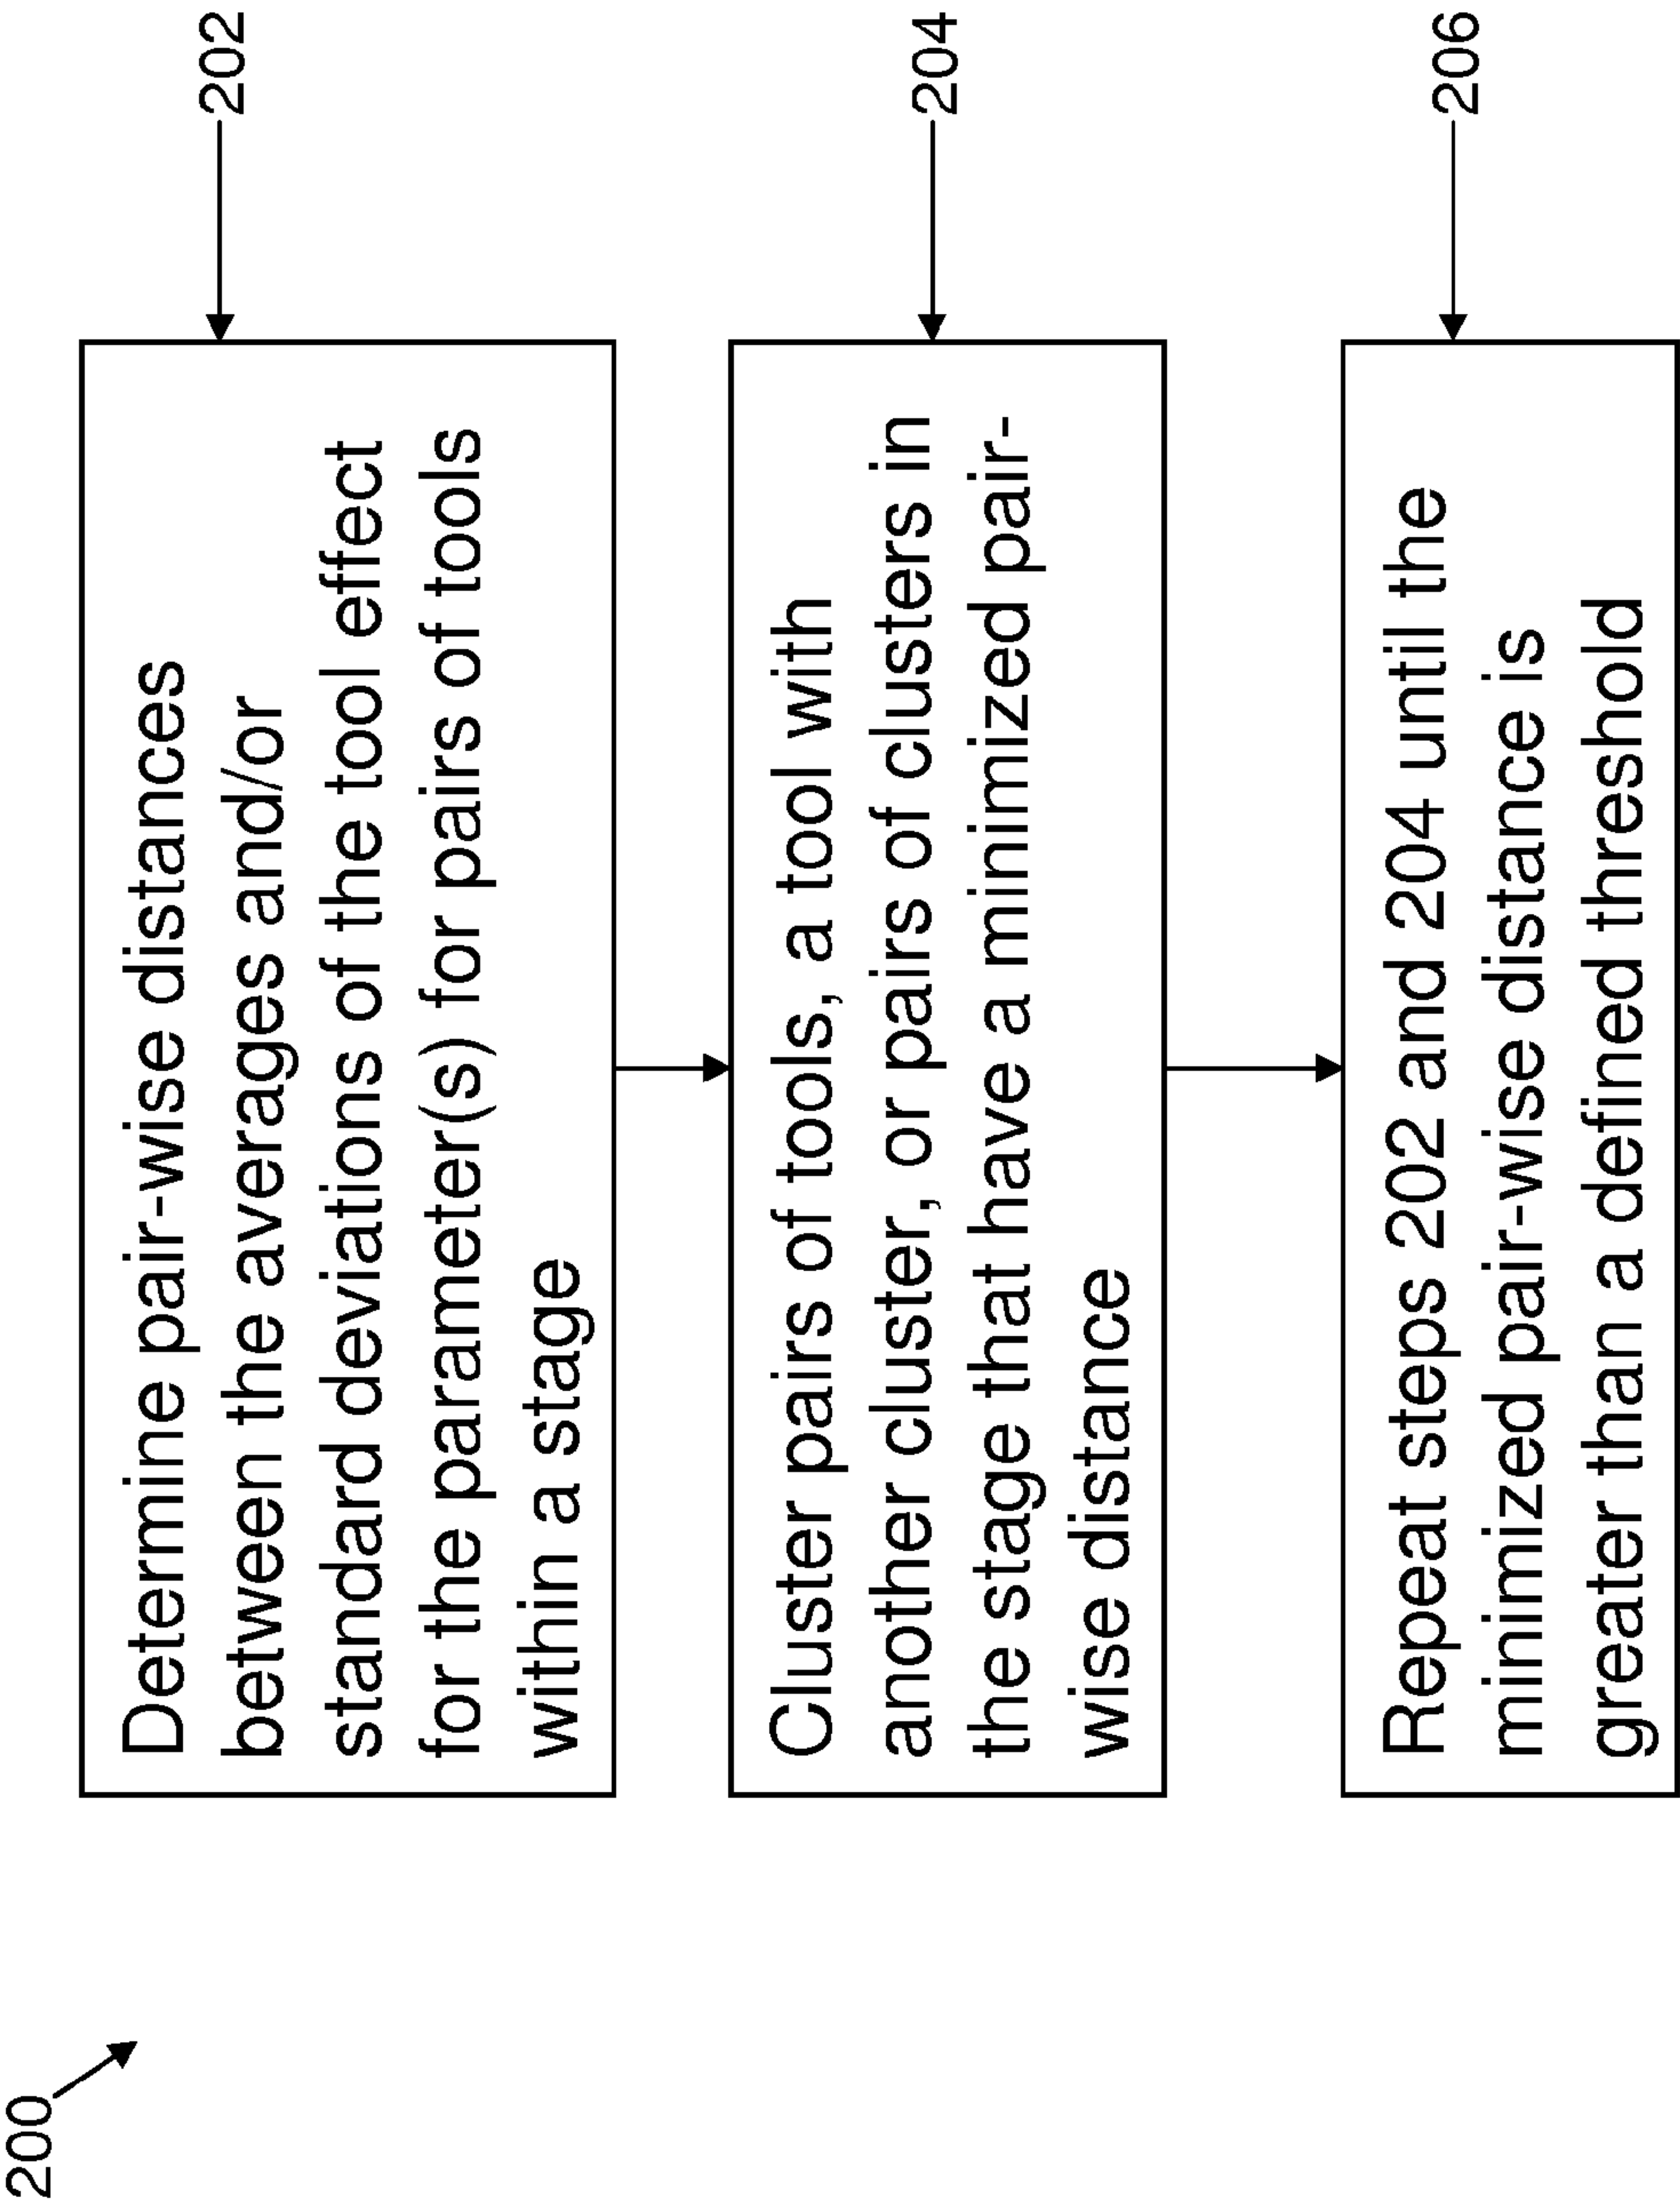 200
Determine pair-wise distances
between the averages and/or
standard deviations of the tool effect
for the parameter(s) for pairs of tools
within a stage
202
Cluster pairs of tools, a tool with
another cluster, or pairs of clusters in
the stage that have a minimized pair-
wise distance
204
Repeat steps 202 and 204 until the
minimized pair-wise distance is
greater than a defined threshold
206